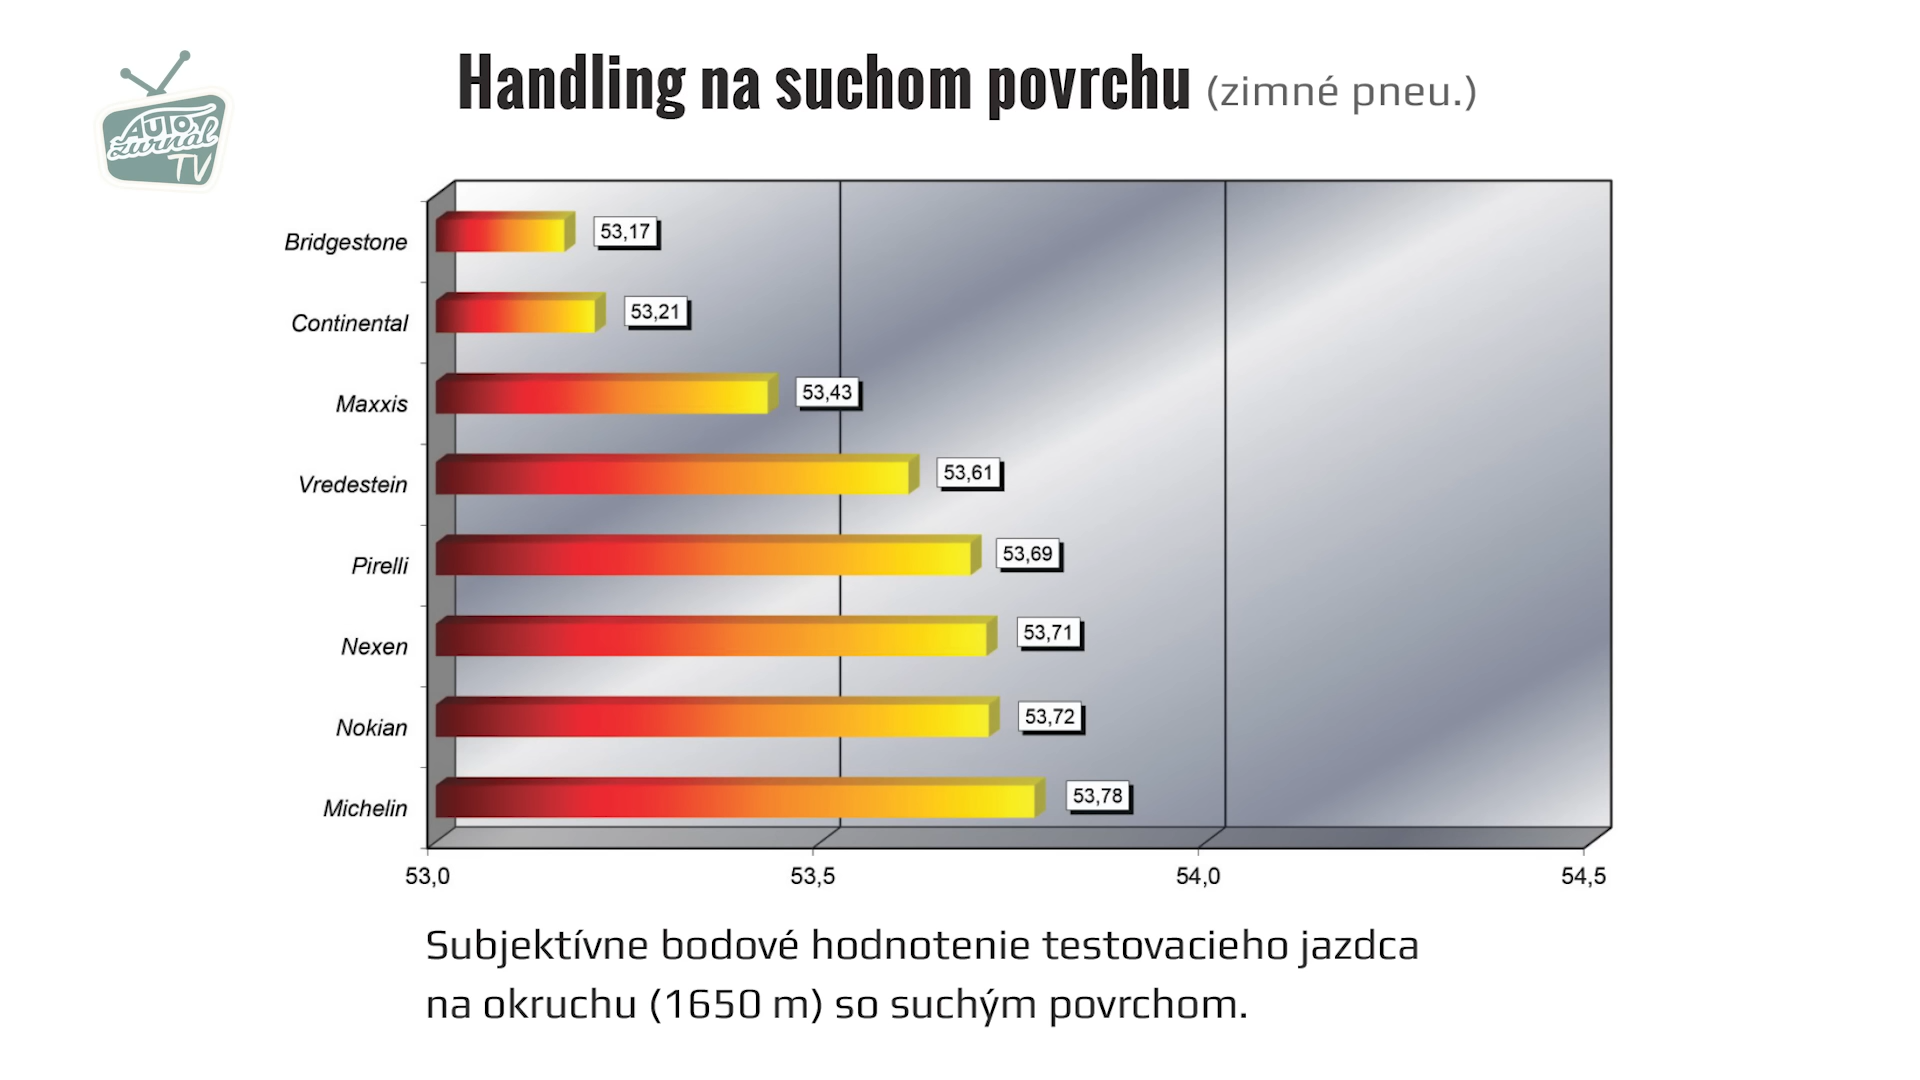 AUTO
žurnál
TV
Handling na suchom povrchu (zimné pneu.)
Bridgestone 53,17
Continental 53,21
Maxxis 53,43
Vredestein 53,61
Pirelli 53,69
Nexen 53,71
Nokian 53,72
Michelin 53,78
53,0 53,5 54,0 54,5
Subjektívne bodové hodnotenie testovacieho jazdca
na okruchu (1650 m) so suchým povrchom.